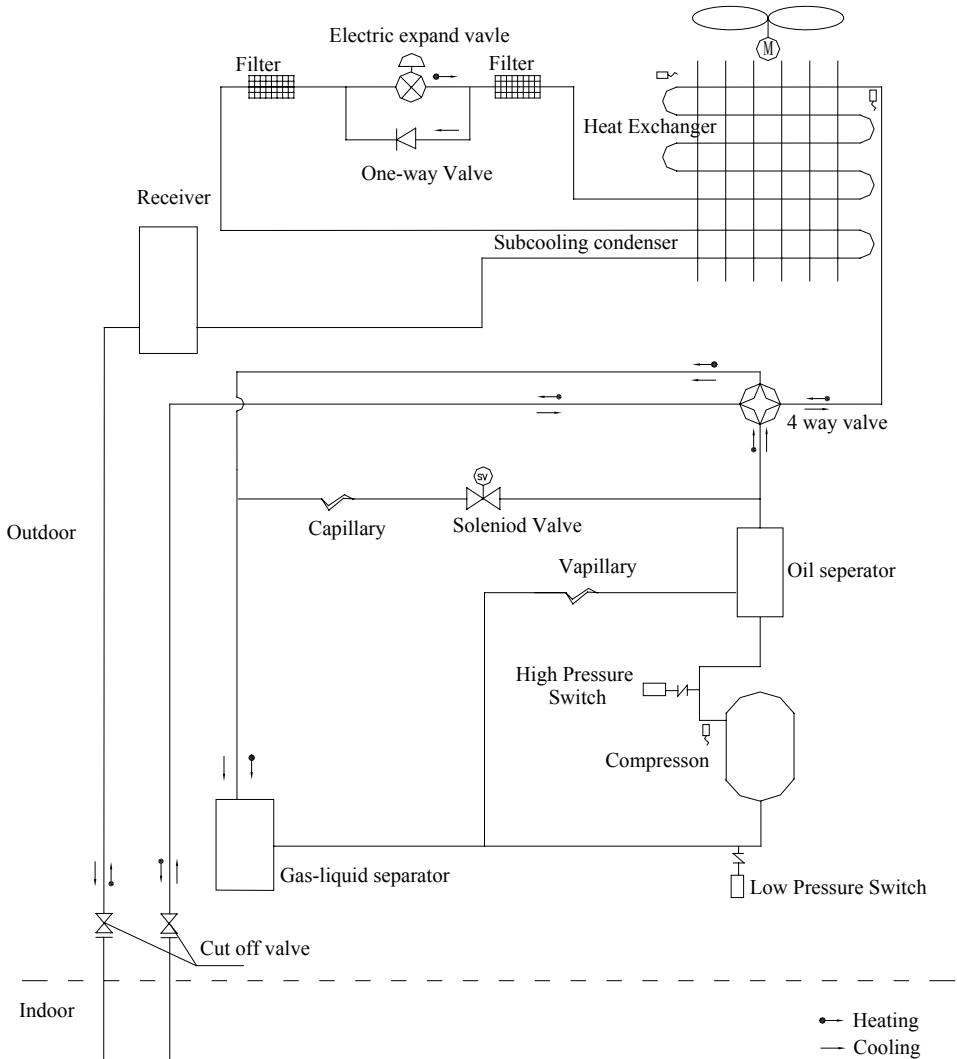 Electric expand vavle
Filter
Filter
M
Heat Exchanger
One-way Valve
Receiver
Subcooling condenser
4 way valve
SV
Capillary
Soleniod Valve
Outdoor
Vapillary
Oil seperator
High Pressure
Switch
Compresson
Gas-liquid separator
Low Pressure Switch
Cut off valve
Indoor
Heating
Cooling